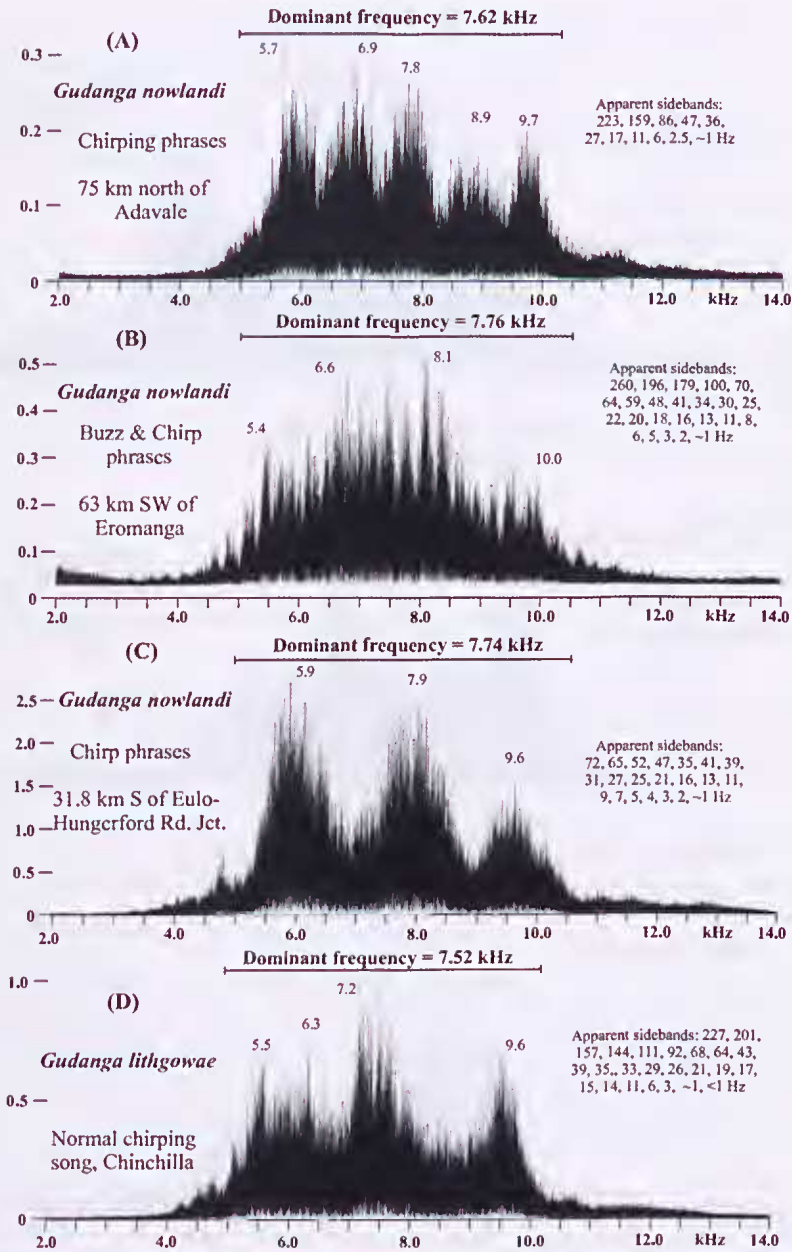 Dominant frequency = 7.62 kHz
(A)
5.7
6.9
7.8
8.9
9.7
0.3
0.2
0.1
0
Gudanga nowlandi
Chirping phrases
75 km north of
Adavale
Apparent sidebands:
223, 159, 86, 47, 36,
27, 17, 11, 6, 2.5, ~1 Hz
2.0 4.0 6.0 8.0 10.0 12.0 kHz 14.0
Dominant frequency = 7.76 kHz
(B)
5.4
6.6
8.1
10.0
0.5
0.4
0.3
0.2
0.1
0
Gudanga nowlandi
Buzz & Chirp
phrases
63 km SW of
Eromanga
Apparent sidebands:
260, 196, 179, 100, 70,
64, 59, 48, 41, 34, 30, 25,
22, 20, 18, 16, 13, 11, 8,
6, 5, 3, 2, ~1 Hz
2.0 4.0 6.0 8.0 10.0 12.0 kHz 14.0
Dominant frequency = 7.74 kHz
(C)
5.9
7.9
9.6
2.5
2.0
1.5
1.0
0.5
0
Gudanga nowlandi
Chirp phrases
31.8 km S of Eulo-
Hungerford Rd. Jct.
Apparent sidebands:
72, 65, 52, 47, 35, 41, 39,
31, 27, 25, 21, 16, 13, 11,
9, 7, 5, 4, 3, 2, ~1 Hz
2.0 4.0 6.0 8.0 10.0 12.0 kHz 14.0
Dominant frequency = 7.52 kHz
(D)
5.5
6.3
7.2
9.6
1.0
0.5
0
Gudanga lithgowae
Normal chirping
song, Chinchilla
Apparent sidebands: 227, 201,
157, 144, 111, 92, 68, 64, 43,
39, 35,, 33, 29, 26, 21, 19, 17,
15, 14, 11, 6, 3, ~1, <1 Hz
2.0 4.0 6.0 8.0 10.0 12.0 kHz 14.0